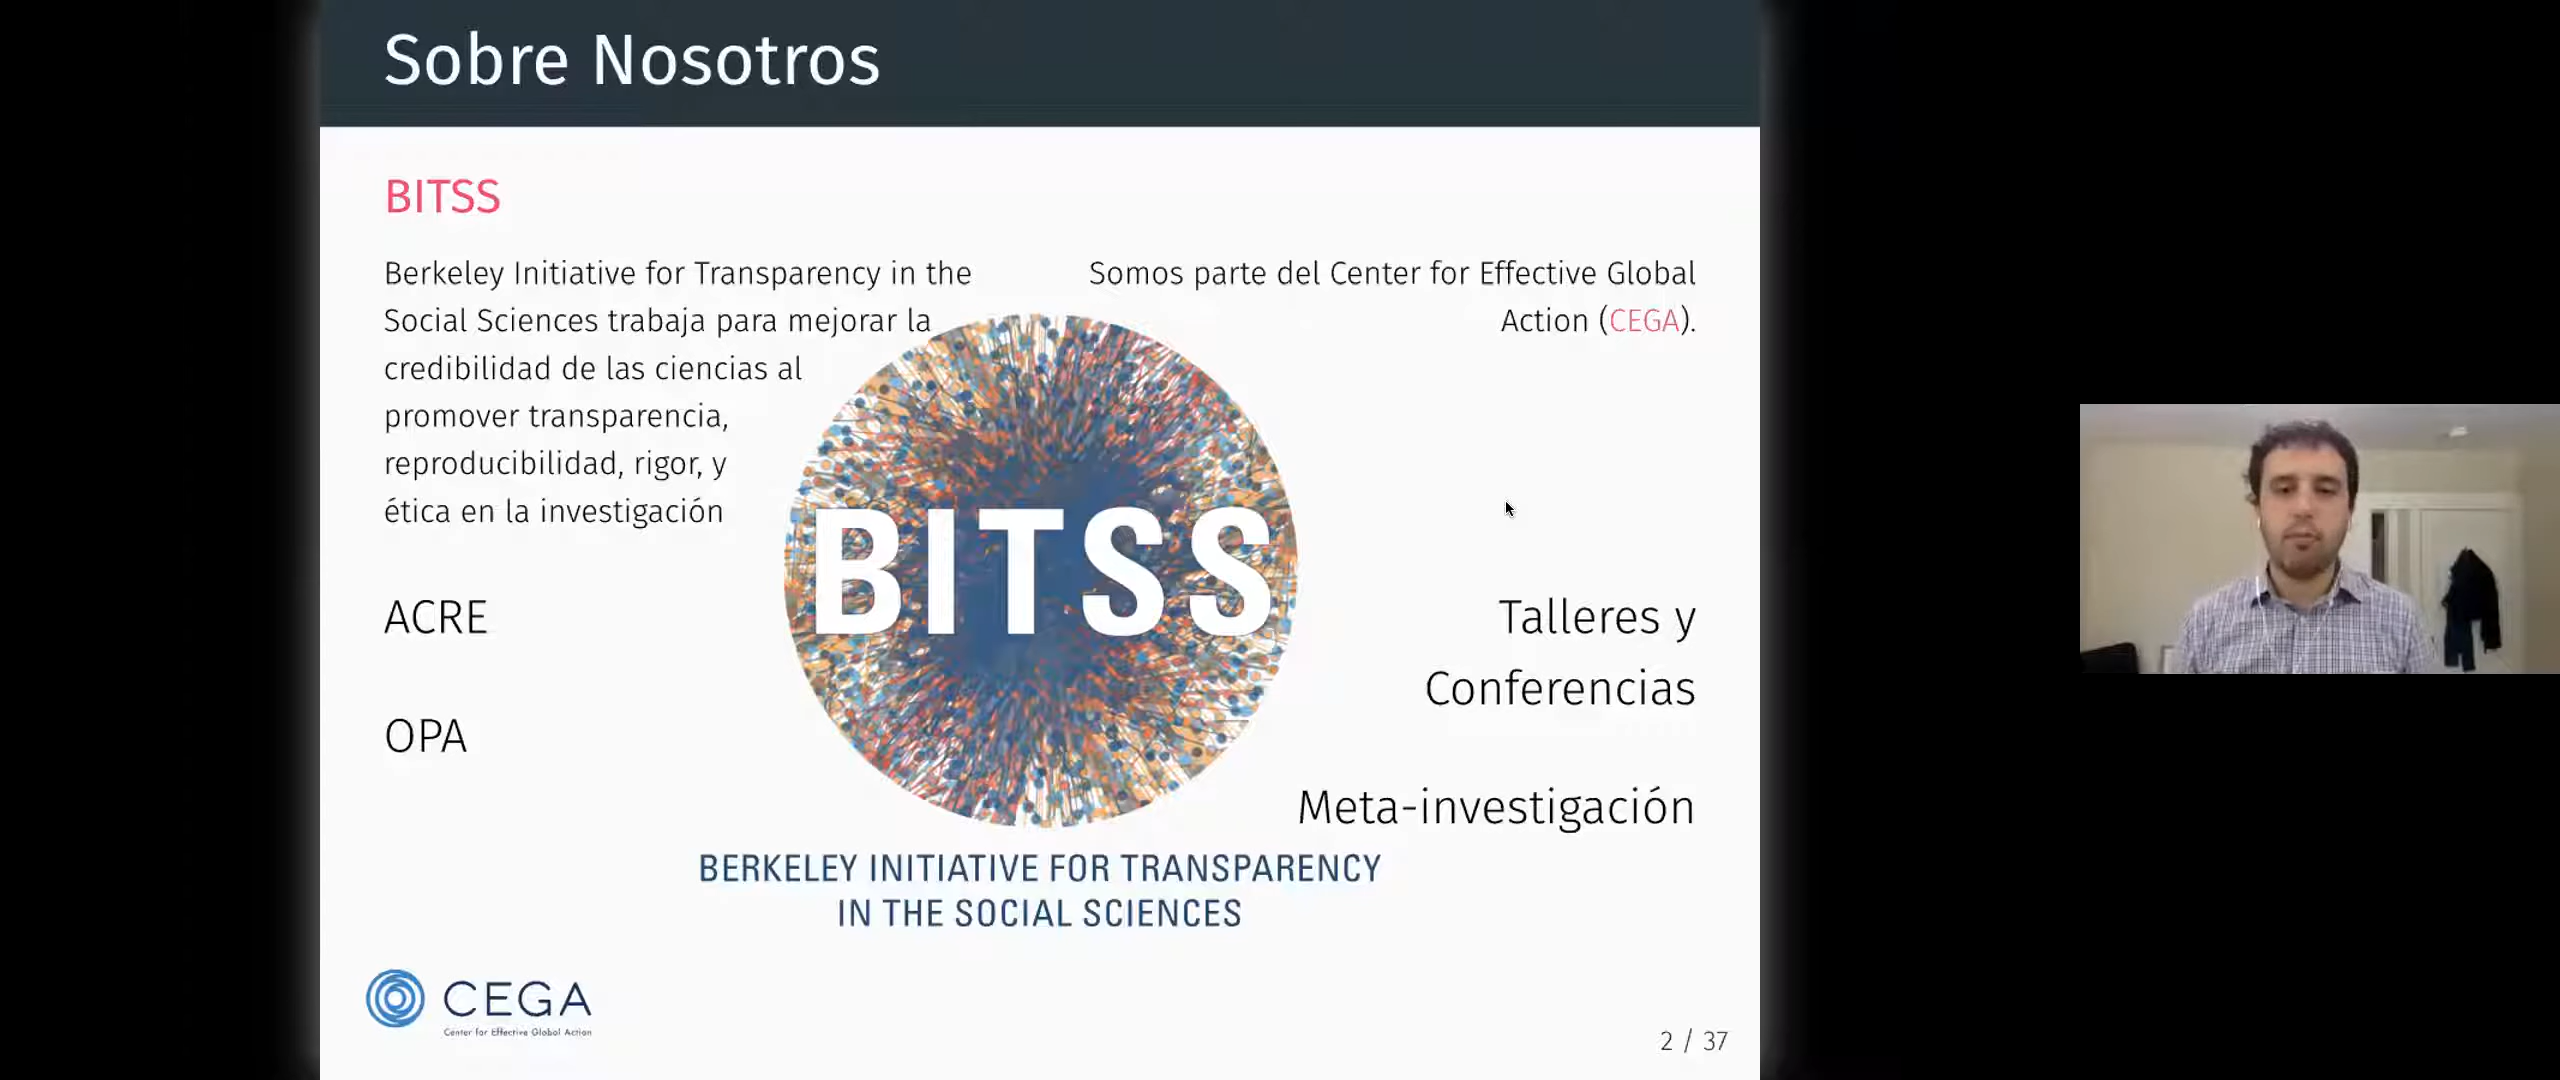 Sobre Nosotros
BITSS
Berkeley Initiative for Transparency in the
Social Sciences trabaja para mejorar la
credibilidad de las ciencias al
promover transparencia,
reproducibilidad, rigor, y
ética en la investigación
Somos parte del Center for Effective Global
Action (CEGA).
ACRE
OPA
BITSS
Talleres y
Conferencias
Meta-investigación
BERKELEY INITIATIVE FOR TRANSPARENCY
IN THE SOCIAL SCIENCES
CEGA
Center for Effective Global Action
2 / 37